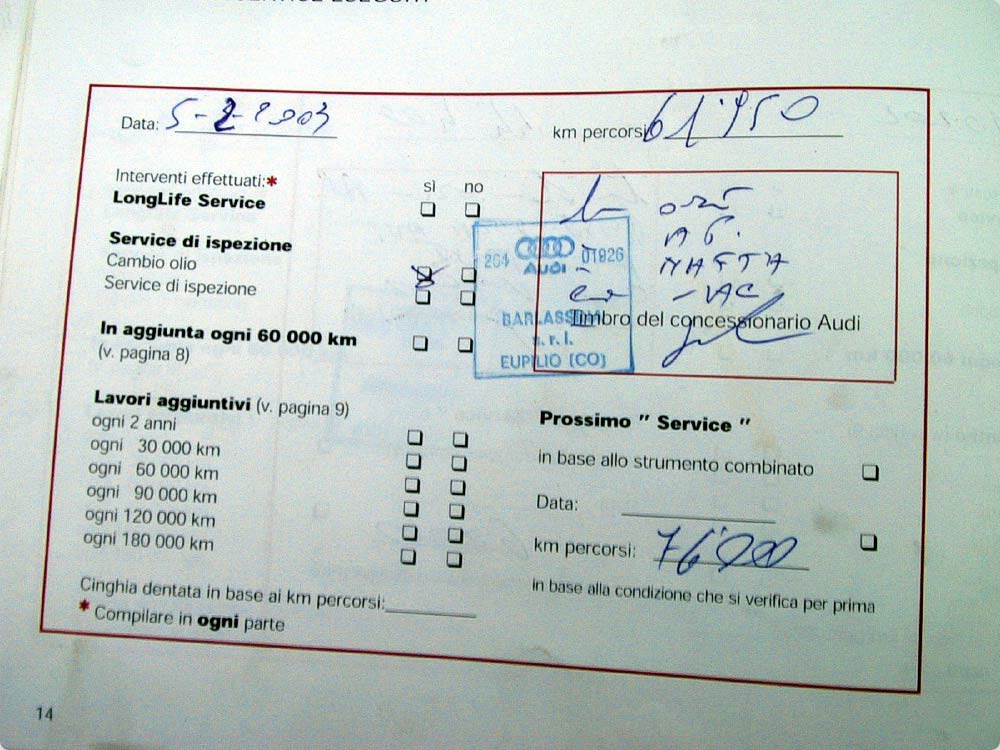 Data: 5-2-2003
km percorsi 61.950
Interventi effettuati:*
sì no
LongLife Service
Service di ispezione
Cambio olio
Service di ispezione
In aggiunta ogni 60 000 km
(v. pagina 8)
Lavori aggiuntivi (v. pagina 9)
ogni 2 anni
ogni 30 000 km
ogni 60 000 km
ogni 90 000 km
ogni 120 000 km
ogni 180 000 km
Cinghia dentata in base ai km percorsi:
* Compilare in ogni parte
264 AUDI 01926
s.r.l.
EUPILIO (CO)
Timbro del concessionario Audi
Prossimo " Service "
in base allo strumento combinato
Data:
km percorsi: 76.000
in base alla condizione che si verifica per prima
14